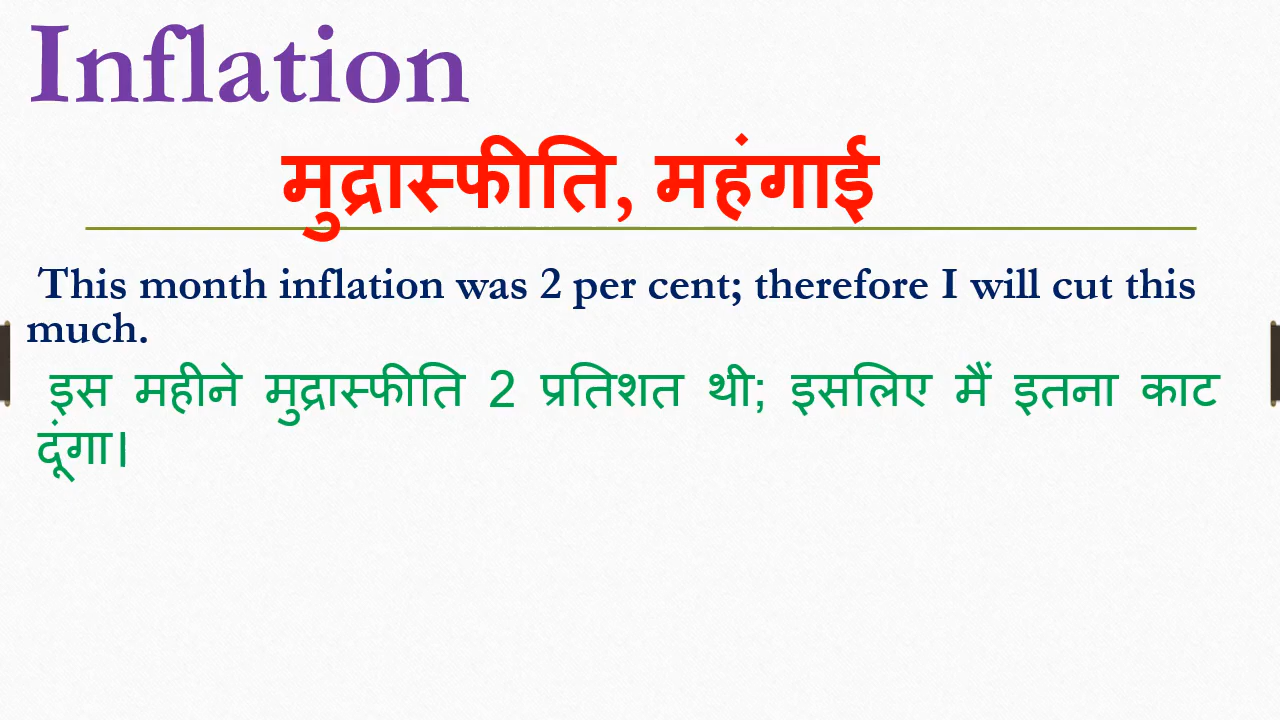 Inflation
मुद्रास्फीति, महंगाई
This month inflation was 2 per cent; therefore I will cut this
much.
इस महीने मुद्रास्फीति 2 प्रतिशत थी; इसलिए मैं इतना काट
दूंगा।